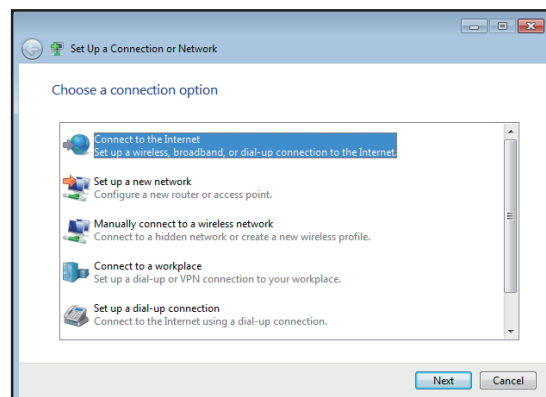 Set Up a Connection or Network
Choose a connection option
Connect to the Internet
Set up a wireless, broadband, or dial-up connection to the Internet.
Set up a new network
Configure a new router or access point.
Manually connect to a wireless network
Connect to a hidden network or create a new wireless profile.
Connect to a workplace
Set up a dial-up or VPN connection to your workplace.
Set up a dial-up connection
Connect to the Internet using a dial-up connection.
Next Cancel